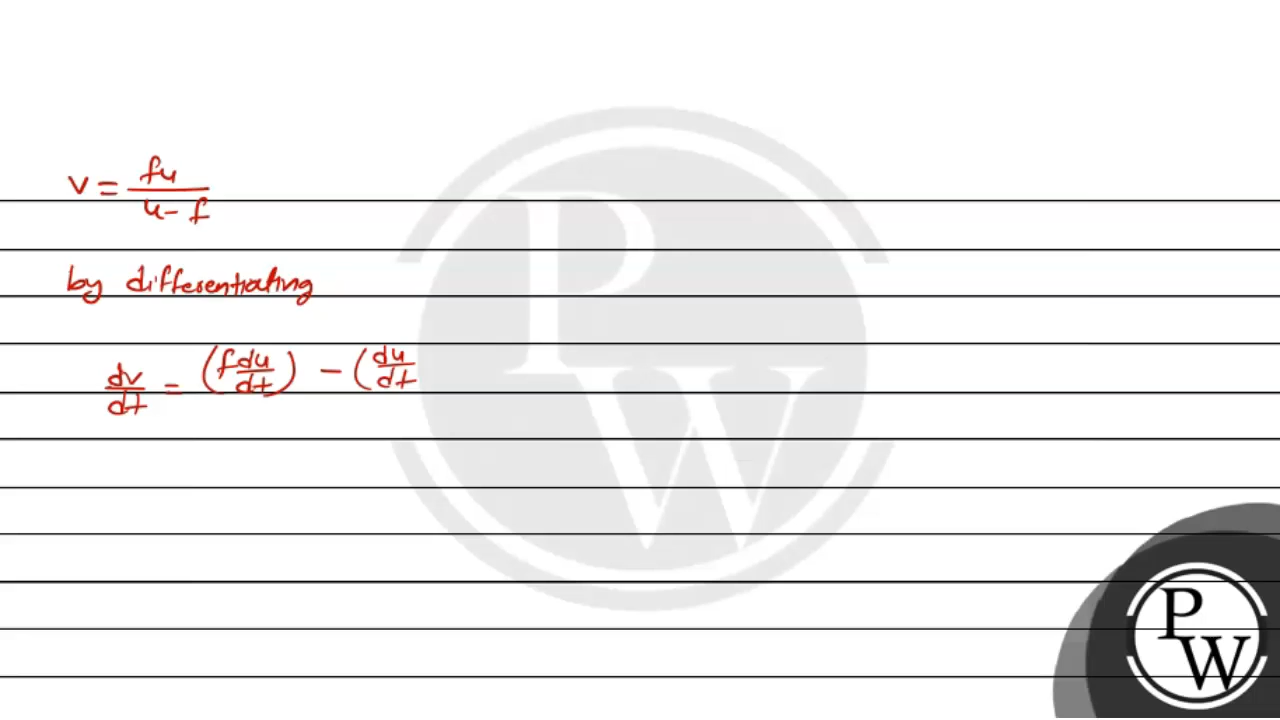 v = fu / u - f
by differentiating
dv/dt = (f du/dt) - (du/dt
P W
P W